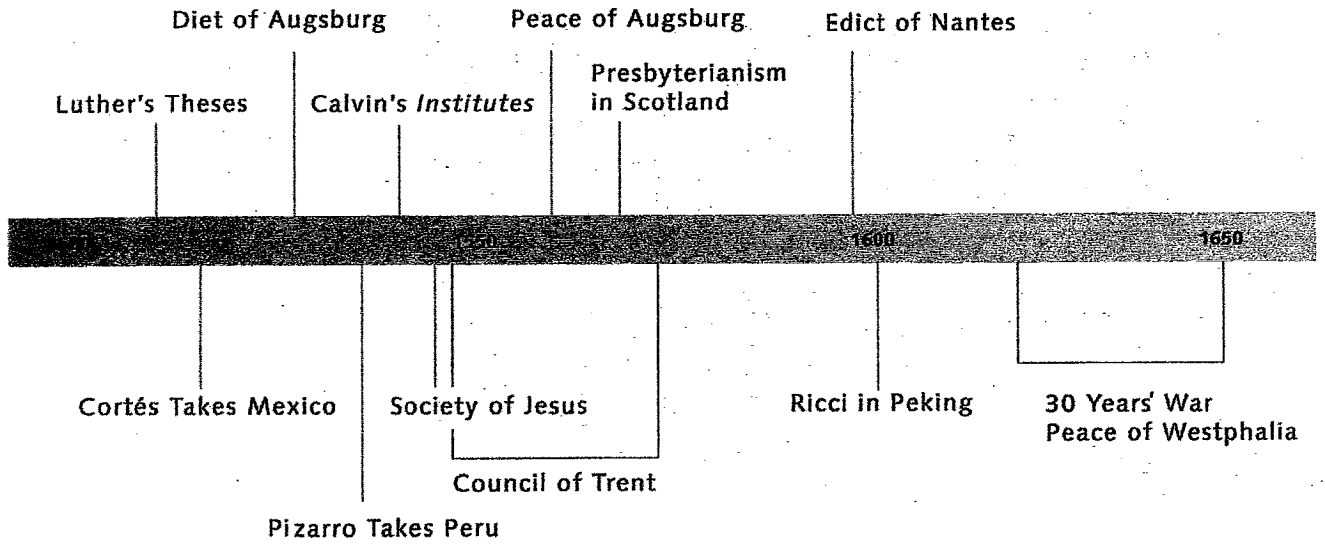 Diet of Augsburg
Peace of Augsburg
Edict of Nantes
Luther's Theses
Calvin's Institutes
Presbyterianism
in Scotland
1550
1600
1650
Cortés Takes Mexico
Society of Jesus
Ricci in Peking
30 Years' War
Peace of Westphalia
Council of Trent
Pizarro Takes Peru